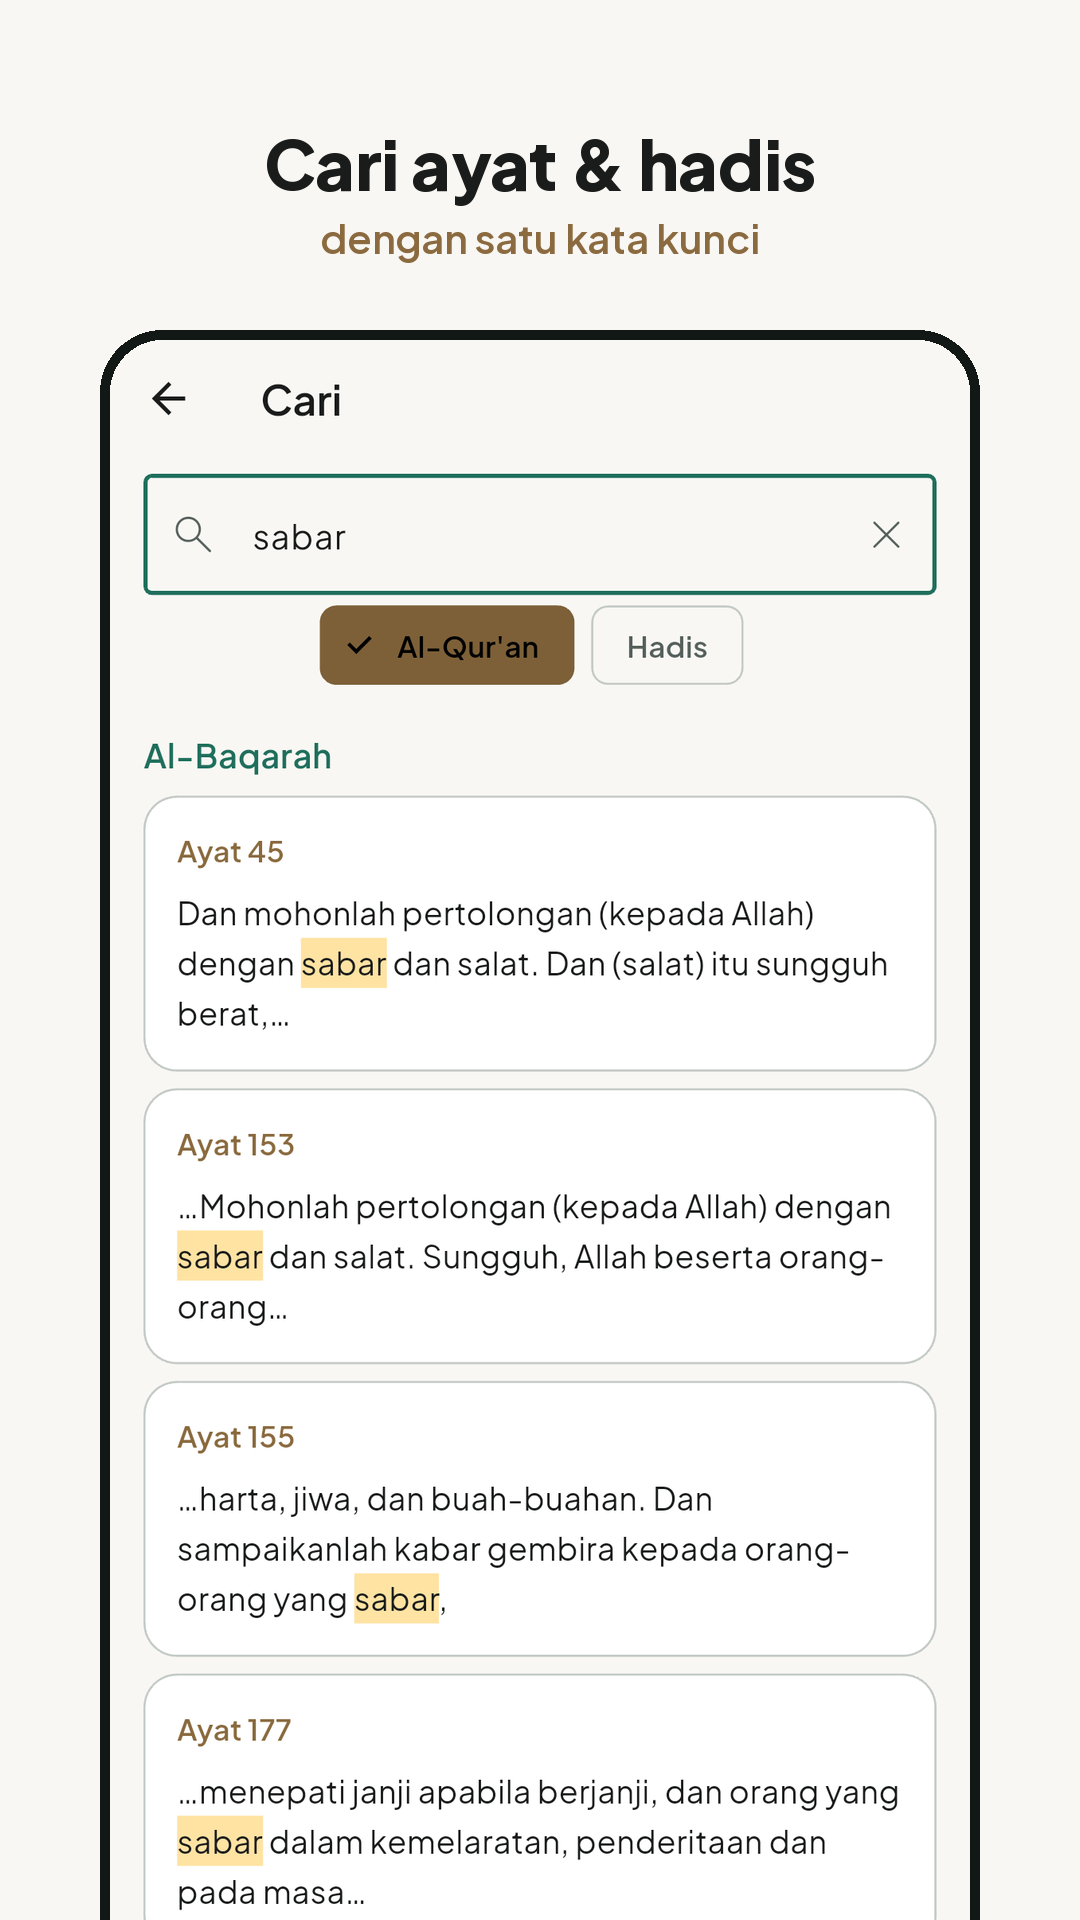 Cari ayat & hadis
dengan satu kata kunci
Cari
sabar
Al-Qur'an
Hadis
Al-Baqarah
Ayat 45
Dan mohonlah pertolongan (kepada Allah)
dengan sabar dan salat. Dan (salat) itu sungguh
berat,...
Ayat 153
...Mohonlah pertolongan (kepada Allah) dengan
sabar dan salat. Sungguh, Allah beserta orang-
orang...
Ayat 155
...harta, jiwa, dan buah-buahan. Dan
sampaikanlah kabar gembira kepada orang-
orang yang sabar,
Ayat 177
...menepati janji apabila berjanji, dan orang yang
sabar dalam kemelaratan, penderitaan dan
pada masa...